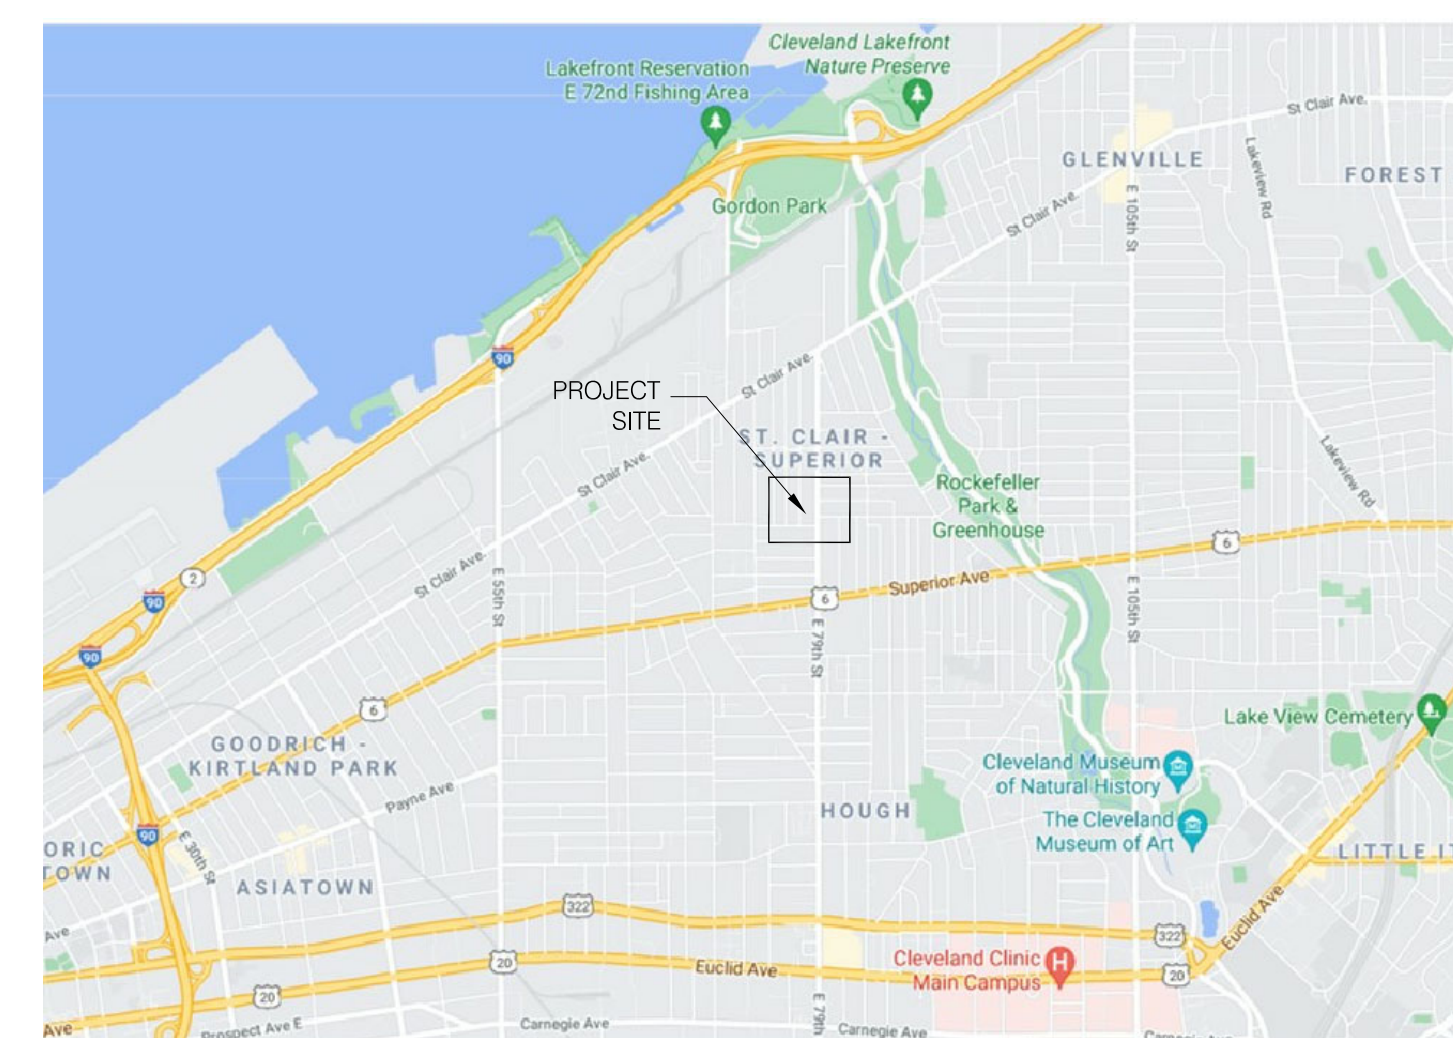 Cleveland Lakefront
Nature Preserve
Lakefront Reservation
E 72nd Fishing Area
St Clair Ave.
GLENVILLE
FOREST
Lakeview Rd
E 105th St
Gordon Park
St Clair Ave.
90
St Clair Ave.
PROJECT
SITE
ST. CLAIR -
SUPERIOR
St Clair Ave.
Rockefeller
Park &
Greenhouse
Lakeview Rd
6
2
St Clair Ave.
E 55th St
Superior Ave
90
6
E 105th St
E 79th St
90
6
Lake View Cemetery
GOODRICH -
KIRTLAND PARK
Cleveland Museum
of Natural History
Payne Ave
HOUGH
The Cleveland
Museum of Art
90
E 30th St
ORIC
TOWN
LITTLE I
ASIATOWN
322
Ave
322
Euclid Ave
20
Euclid Ave
Cleveland Clinic
Main Campus
20
20
E 79th
Ave
Prospect Ave E
Carnegie Ave
Carnegie Ave